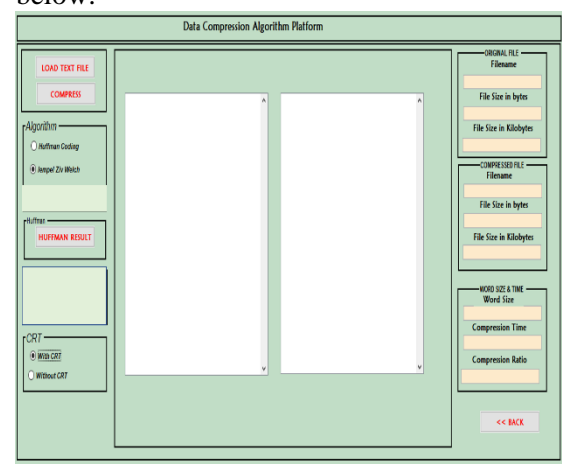 below.
Data Compression Algorithm Platform
LOAD TEXT FILE
COMPRESS
Algorithm
Huffman Coding
lempel Ziv Welch
Huffman
HUFFMAN RESULT
CRT
With CRT
Without CRT
ORIGINAL FILE
Filename
File Size in bytes
File Size in Kilobytes
COMPRESSED FILE
Filename
File Size in bytes
File Size in Kilobytes
WORD SIZE & TIME
Word Size
Compression Time
Compression Ratio
<< BACK